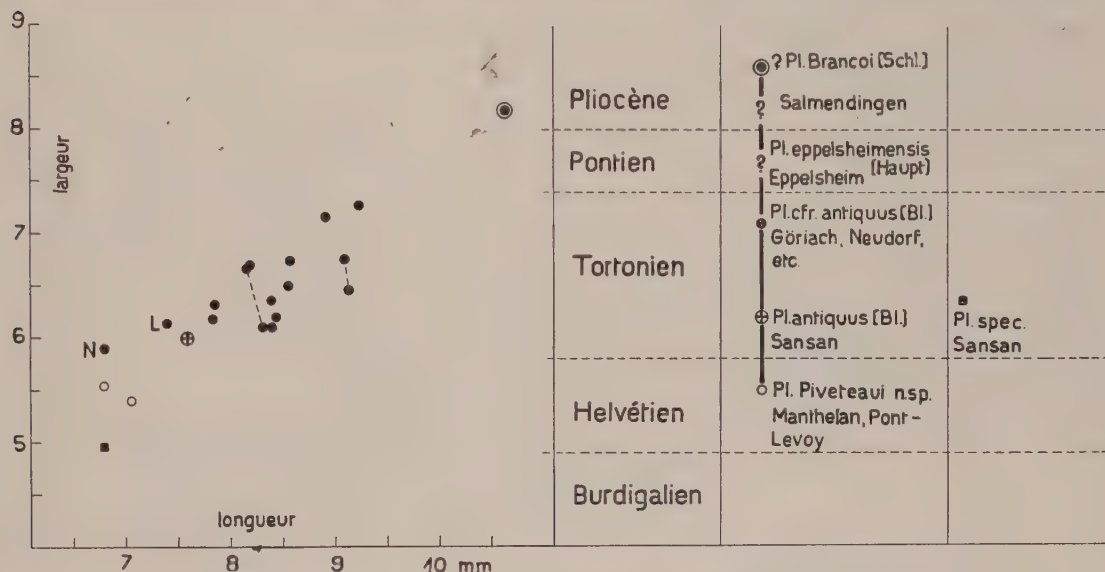 9
8
7
6
5
largeur
N
L
longueur
7 8 9 10 mm
Pliocène
Pontien
Tortonien
Helvétien
Burdigalien
? Pl. Brancoi [Schl.]
?
Salmendingen
?
Pl. eppelsheimensis
Eppelsheim [Haupt]
Pl. cfr. antiquus [Bl.]
Göriach, Neudorf,
etc.
Pl. antiquus [Bl.]
Sansan
Pl. Piveteaui n.sp.
Manthelan, Pont-
Levoy
Pl. spec.
Sansan